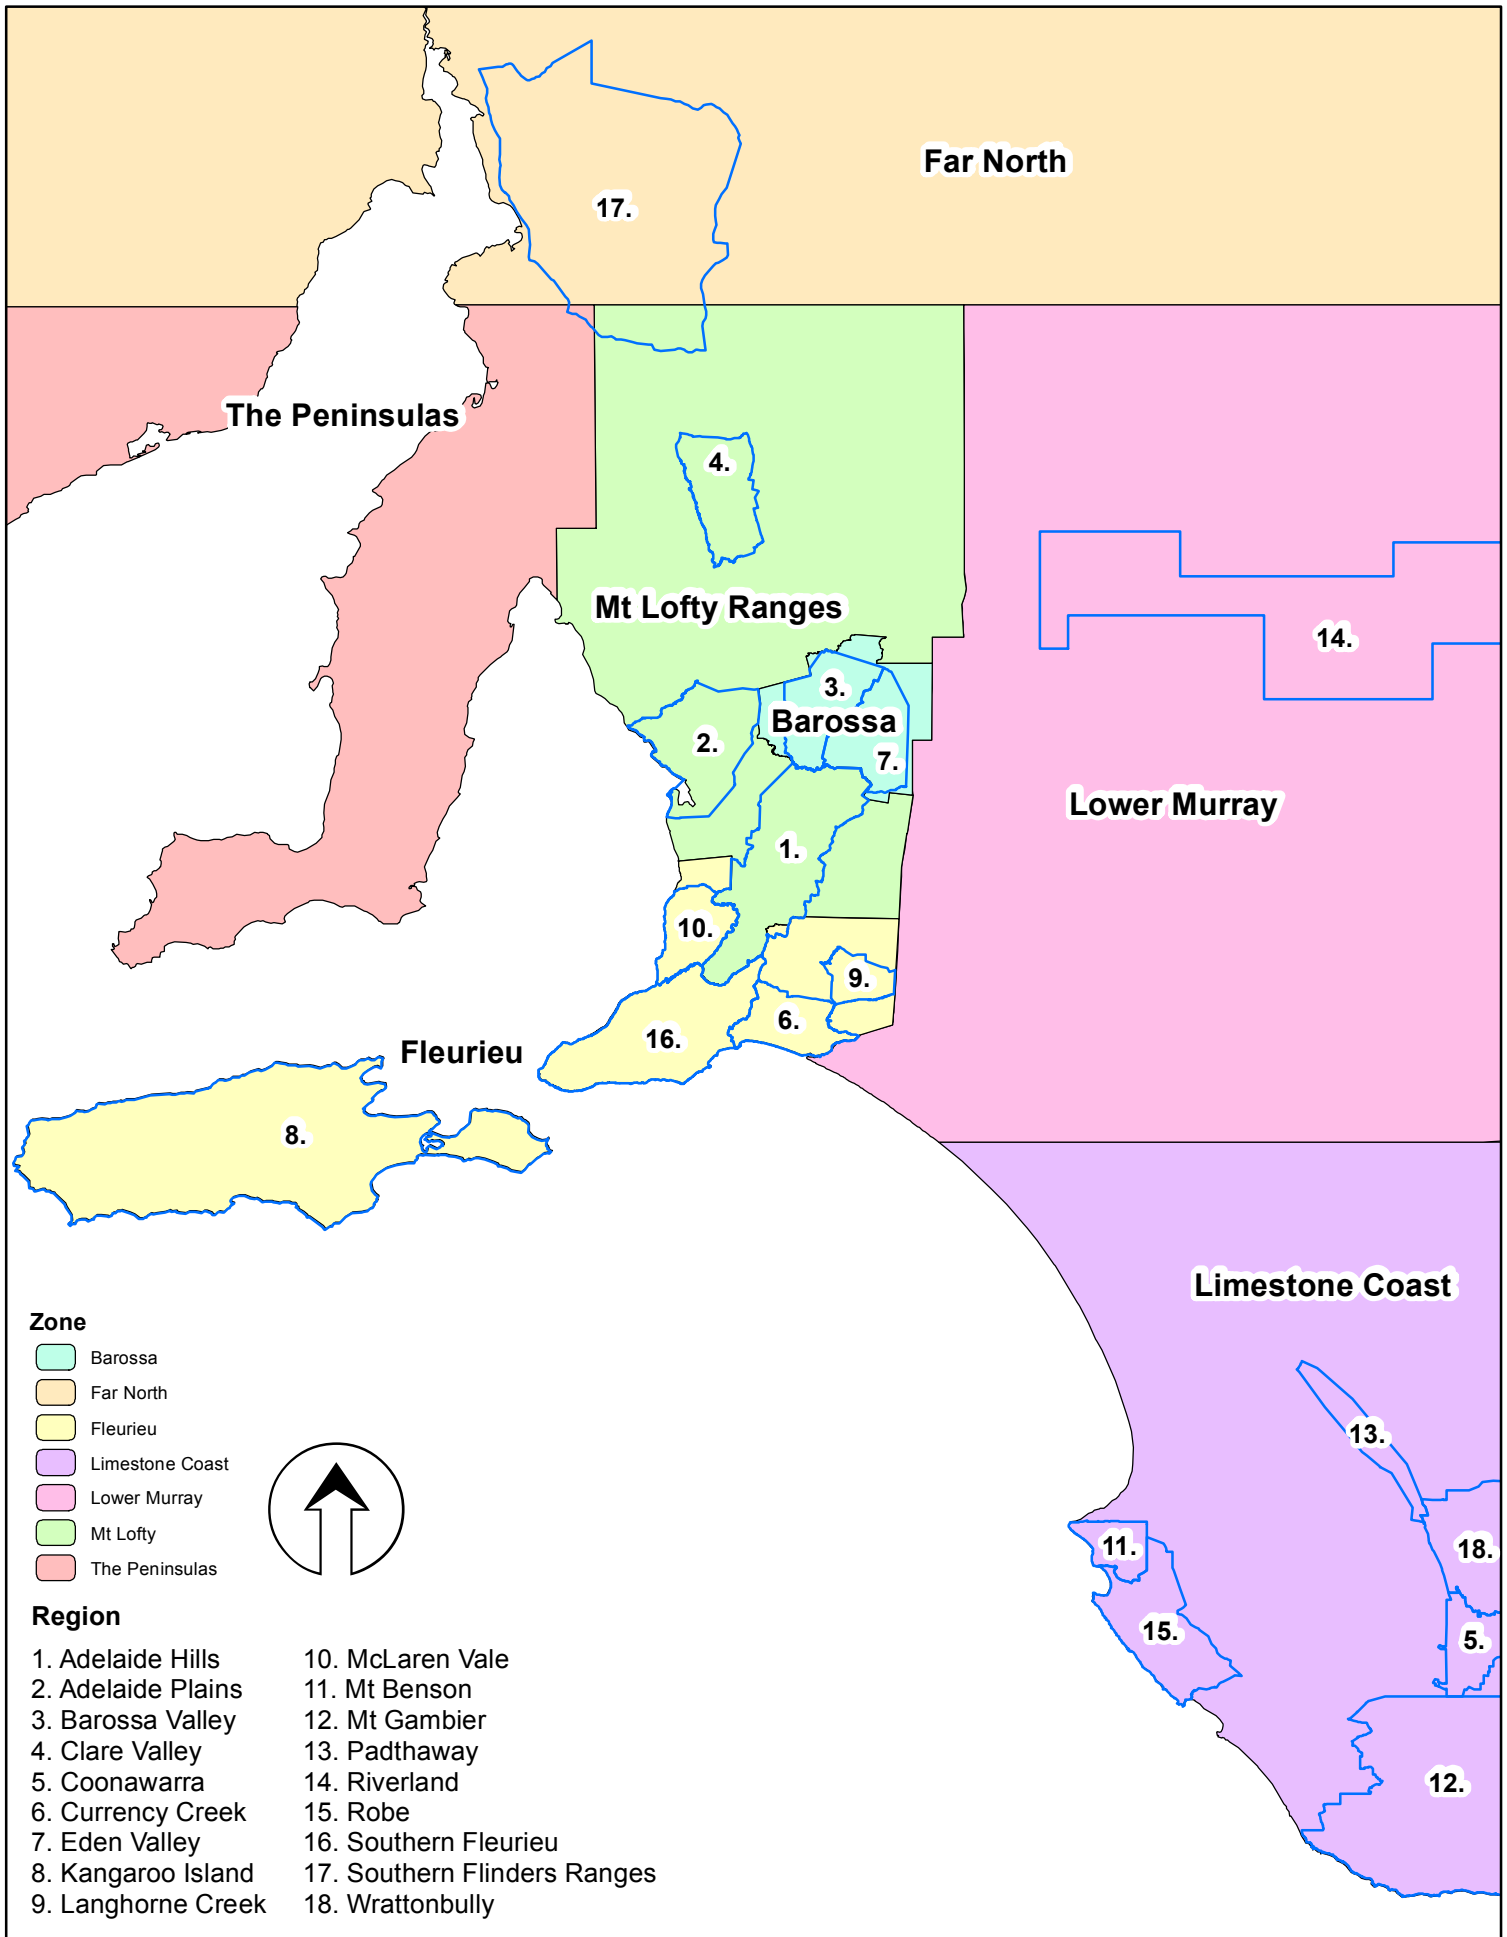 Far North
17.
The Peninsulas
4.
Mt Lofty Ranges
14.
3.
Barossa
2.
7.
Lower Murray
1.
10.
9.
6.
16.
Fleurieu
8.
Limestone Coast
13.
11.
18.
15.
5.
12.
Zone
Barossa
Far North
Fleurieu
Limestone Coast
Lower Murray
Mt Lofty
The Peninsulas
Region
1. Adelaide Hills
2. Adelaide Plains
3. Barossa Valley
4. Clare Valley
5. Coonawarra
6. Currency Creek
7. Eden Valley
8. Kangaroo Island
9. Langhorne Creek
10. McLaren Vale
11. Mt Benson
12. Mt Gambier
13. Padthaway
14. Riverland
15. Robe
16. Southern Fleurieu
17. Southern Flinders Ranges
18. Wrattonbully